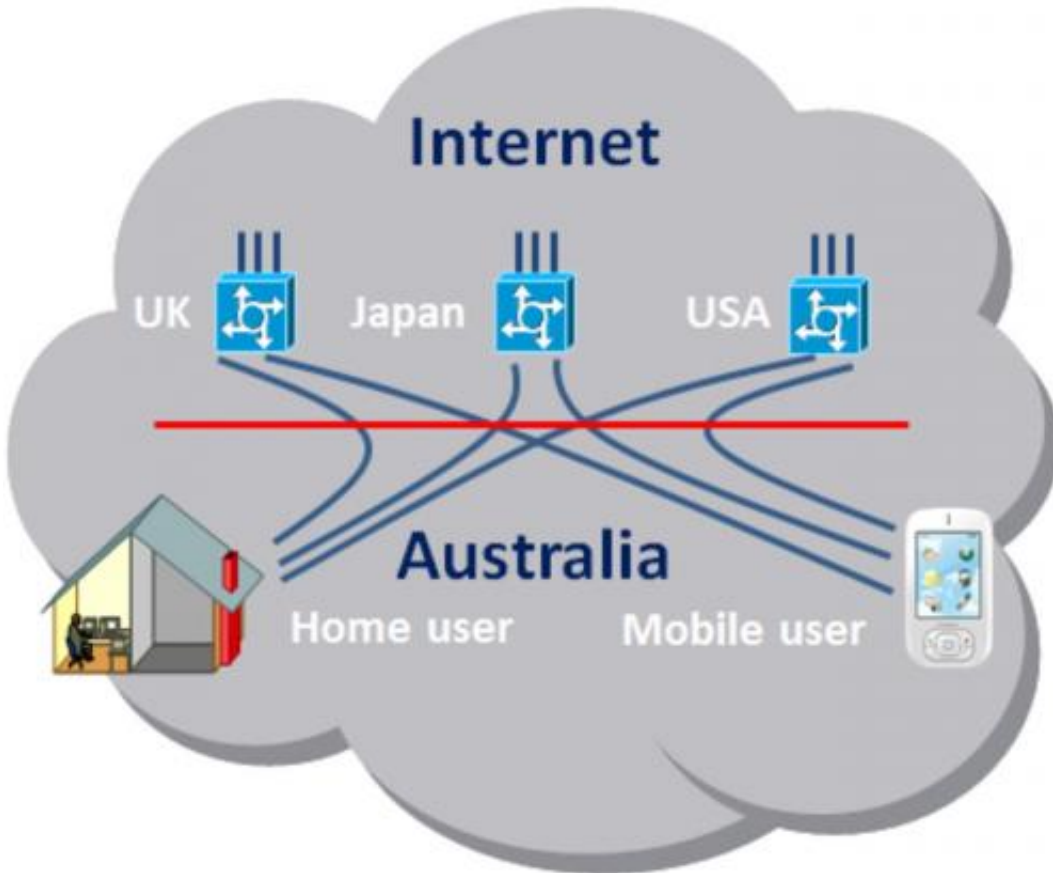 Internet
UK
Japan
USA
Australia
Home user
Mobile user